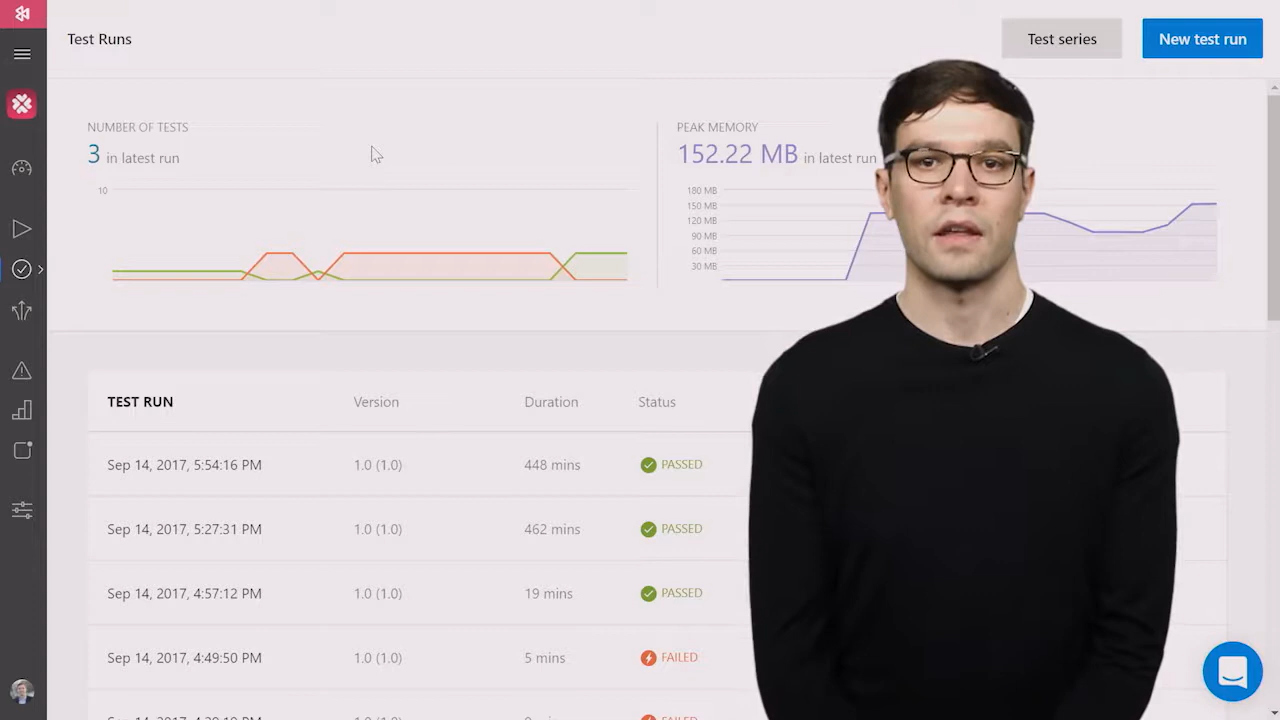 Test Runs
Test series
New test run
NUMBER OF TESTS
3 in latest run
10
PEAK MEMORY
152.22 MB in latest run
180 MB
150 MB
120 MB
90 MB
60 MB
30 MB
TEST RUN Version Duration Status
Sep 14, 2017, 5:54:16 PM 1.0 (1.0) 448 mins PASSED
Sep 14, 2017, 5:27:31 PM 1.0 (1.0) 462 mins PASSED
Sep 14, 2017, 4:57:12 PM 1.0 (1.0) 19 mins PASSED
Sep 14, 2017, 4:49:50 PM 1.0 (1.0) 5 mins FAILED